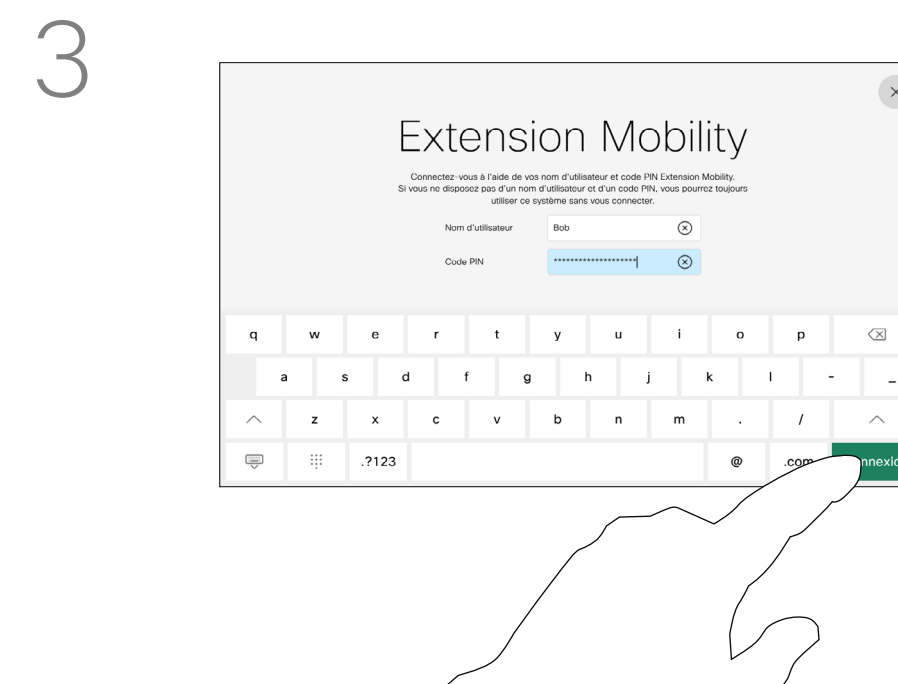 3
Extension Mobility
Connectez-vous à l'aide de vos nom d'utilisateur et code PIN Extension Mobility.
Si vous ne disposez pas d'un nom d'utilisateur et d'un code PIN, vous pourrez toujours
utiliser ce système sans vous connecter.
Nom d'utilisateur Bob
Code PIN ********************
q w e r t y u i o p
a s d f g h j k l - _
z x c v b n m . /
.?123 @ .com nnexio